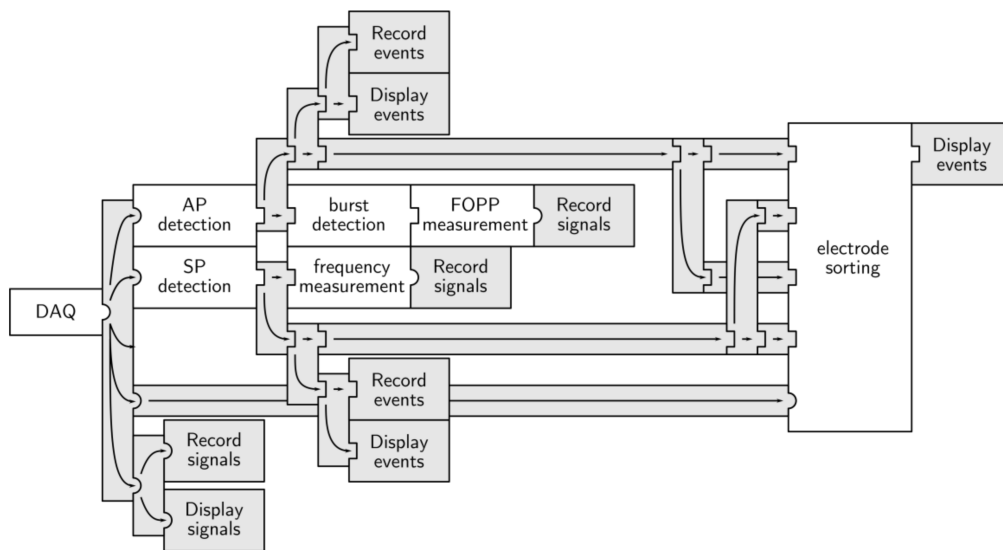 Record
events
Display
events
Display
events
AP
detection
burst
detection
FOPP
measurement
Record
signals
SP
detection
frequency
measurement
Record
signals
electrode
sorting
DAQ
Record
events
Display
events
Record
signals
Display
signals